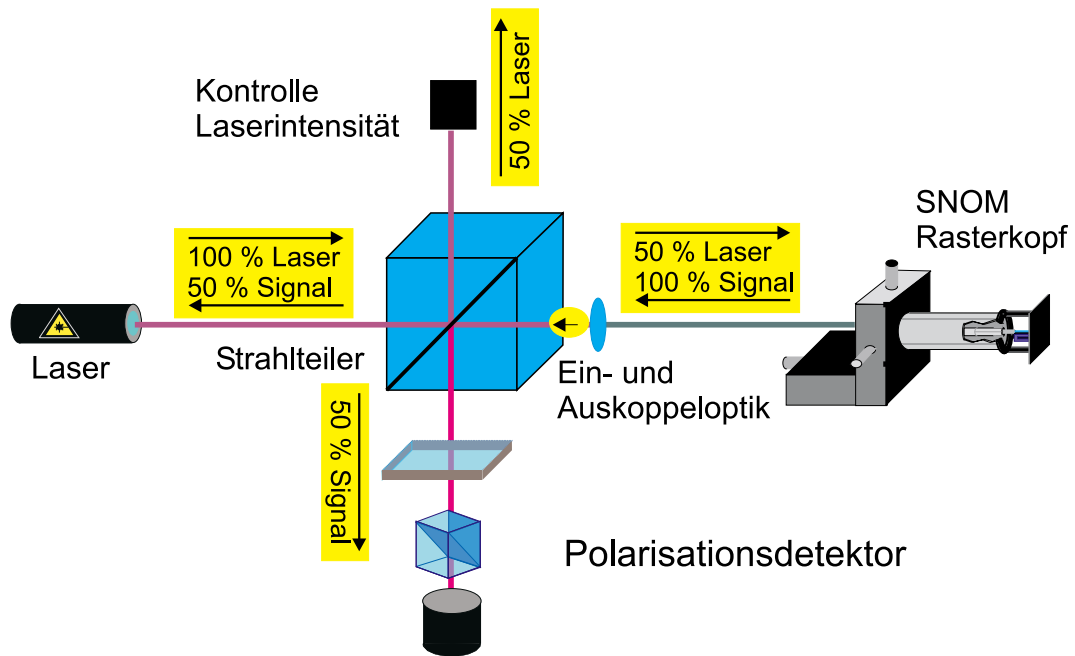 Kontrolle
Laserintensität
50 % Laser
SNOM
Rasterkopf
100 % Laser
50 % Signal
50 % Laser
100 % Signal
Laser
Strahlteiler
Ein- und
Auskoppeloptik
50 % Signal
Polarisationsdetektor